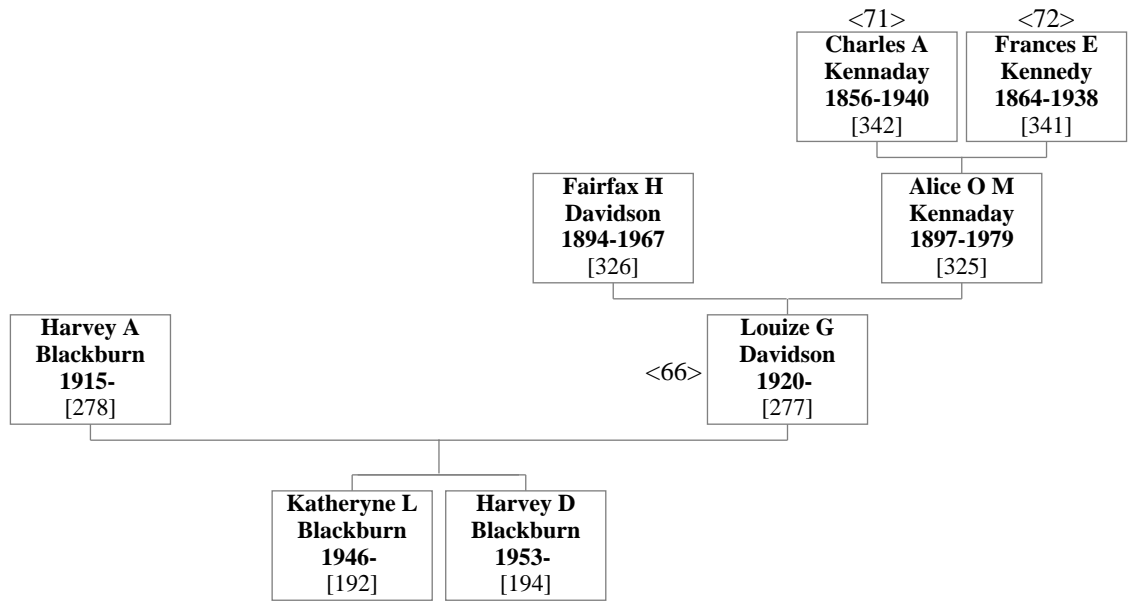 <71>
<72>
Charles A
Kennaday
1856-1940
[342]
Frances E
Kennedy
1864-1938
[341]
Fairfax H
Davidson
1894-1967
[326]
Alice O M
Kennaday
1897-1979
[325]
Harvey A
Blackburn
1915-
[278]
<66>
Louize G
Davidson
1920-
[277]
Katheryne L
Blackburn
1946-
[192]
Harvey D
Blackburn
1953-
[194]